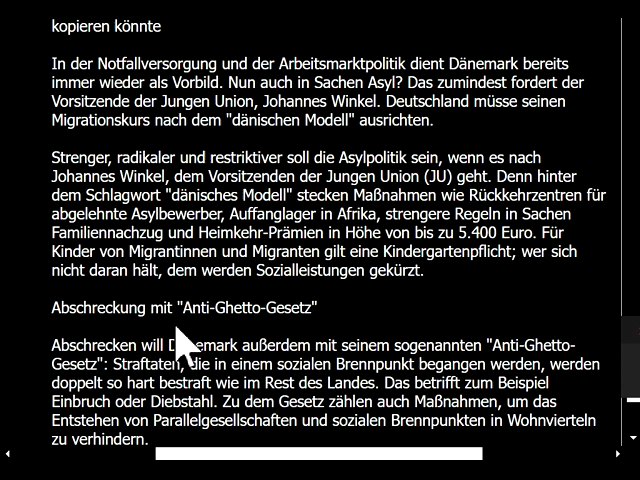 kopieren könnte
In der Notfallversorgung und der Arbeitsmarktpolitik dient Dänemark bereits
immer wieder als Vorbild. Nun auch in Sachen Asyl? Das zumindest fordert der
Vorsitzende der Jungen Union, Johannes Winkel. Deutschland müsse seinen
Migrationskurs nach dem "dänischen Modell" ausrichten.
Strenger, radikaler und restriktiver soll die Asylpolitik sein, wenn es nach
Johannes Winkel, dem Vorsitzenden der Jungen Union (JU) geht. Denn hinter
dem Schlagwort "dänisches Modell" stecken Maßnahmen wie Rückkehrzentren für
abgelehnte Asylbewerber, Auffanglager in Afrika, strengere Regeln in Sachen
Familiennachzug und Heimkehr-Prämien in Höhe von bis zu 5.400 Euro. Für
Kinder von Migrantinnen und Migranten gilt eine Kindergartenpflicht; wer sich
nicht daran hält, dem werden Sozialleistungen gekürzt.
Abschreckung mit "Anti-Ghetto-Gesetz"
Abschrecken will Dänemark außerdem mit seinem sogenannten "Anti-Ghetto-
Gesetz": Straftaten, die in einem sozialen Brennpunkt begangen werden, werden
doppelt so hart bestraft wie im Rest des Landes. Das betrifft zum Beispiel
Einbruch oder Diebstahl. Zu dem Gesetz zählen auch Maßnahmen, um das
Entstehen von Parallelgesellschaften und sozialen Brennpunkten in Wohnvierteln
zu verhindern.